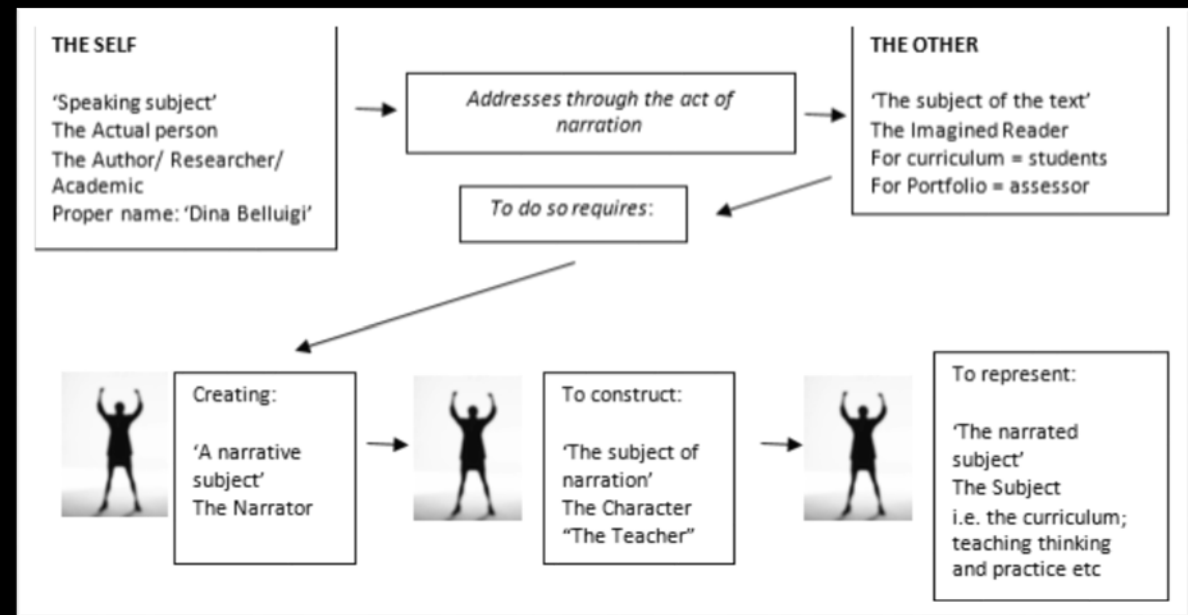 THE SELF
‘Speaking subject’
The Actual person
The Author/ Researcher/
Academic
Proper name: ‘Dina Belluigi’
Addresses through the act of
narration
THE OTHER
‘The subject of the text’
The Imagined Reader
For curriculum = students
For Portfolio = assessor
To do so requires:
Creating:
‘A narrative
subject’
The Narrator
To construct:
‘The subject of
narration’
The Character
“The Teacher”
To represent:
‘The narrated
subject’
The Subject
i.e. the curriculum;
teaching thinking
and practice etc